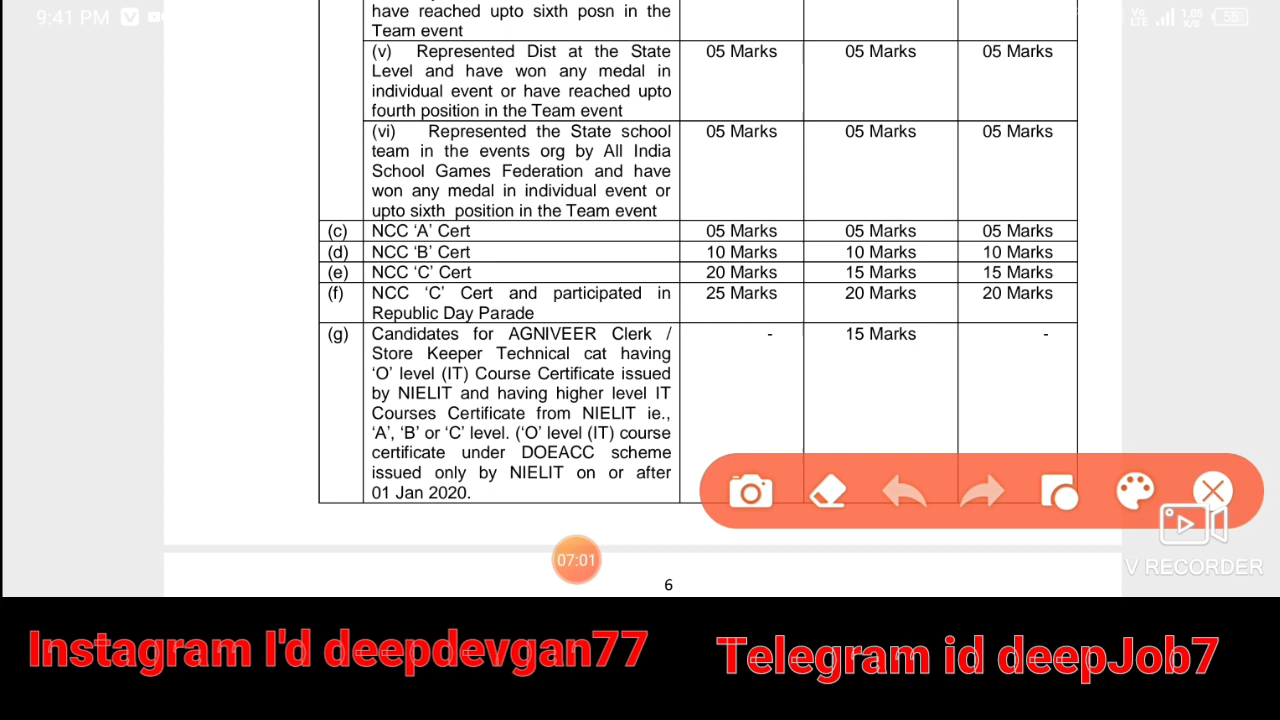 9:41 PM
Vo LTE 1.05 K/S 56
have reached upto sixth posn in the
Team event
(v) Represented Dist at the State 05 Marks 05 Marks 05 Marks
Level and have won any medal in
individual event or have reached upto
fourth position in the Team event
(vi) Represented the State school 05 Marks 05 Marks 05 Marks
team in the events org by All India
School Games Federation and have
won any medal in individual event or
upto sixth position in the Team event
(c) NCC ‘A’ Cert 05 Marks 05 Marks 05 Marks
(d) NCC ‘B’ Cert 10 Marks 10 Marks 10 Marks
(e) NCC ‘C’ Cert 20 Marks 15 Marks 15 Marks
(f) NCC ‘C’ Cert and participated in 25 Marks 20 Marks 20 Marks
Republic Day Parade
(g) Candidates for AGNIVEER Clerk / - 15 Marks -
Store Keeper Technical cat having
‘O’ level (IT) Course Certificate issued
by NIELIT and having higher level IT
Courses Certificate from NIELIT ie.,
‘A’, ‘B’ or ‘C’ level. (‘O’ level (IT) course
certificate under DOEACC scheme
issued only by NIELIT on or after
01 Jan 2020.
07:01
V RECORDER
6
Instagram I'd deepdevgan77
Telegram id deepJob7